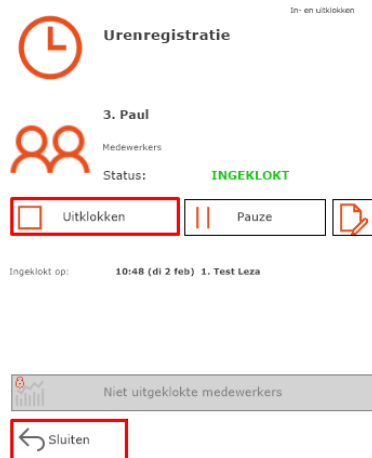 In- en uitklokken
Urenregistratie
3. Paul
Medewerkers
Status: INGEKLOKT
Uitklokken Pauze
Ingeklokt op: 10:48 (di 2 feb) 1. Test Leza
Niet uitgeklokte medewerkers
Sluiten